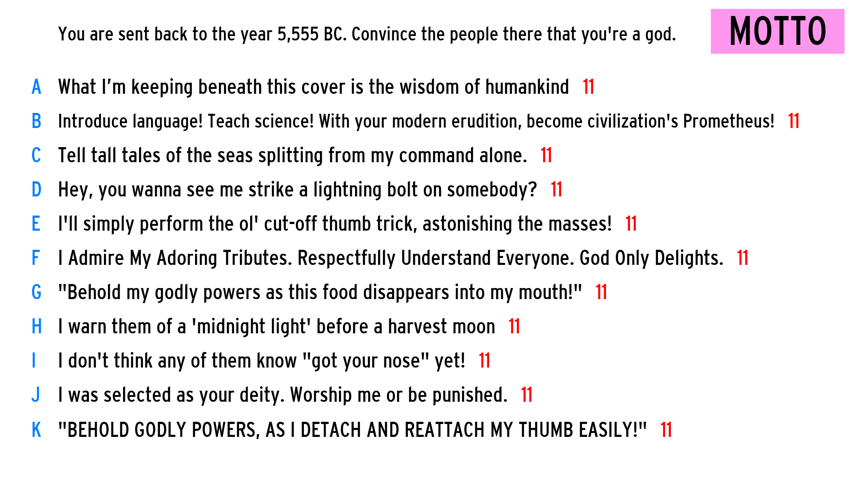 You are sent back to the year 5,555 BC. Convince the people there that you're a god.
MOTTO
A What I’m keeping beneath this cover is the wisdom of humankind 11
B Introduce language! Teach science! With your modern erudition, become civilization's Prometheus! 11
C Tell tall tales of the seas splitting from my command alone. 11
D Hey, you wanna see me strike a lightning bolt on somebody? 11
E I'll simply perform the ol' cut-off thumb trick, astonishing the masses! 11
F I Admire My Adoring Tributes. Respectfully Understand Everyone. God Only Delights. 11
G "Behold my godly powers as this food disappears into my mouth!" 11
H I warn them of a 'midnight light' before a harvest moon 11
I I don't think any of them know "got your nose" yet! 11
J I was selected as your deity. Worship me or be punished. 11
K "BEHOLD GODLY POWERS, AS I DETACH AND REATTACH MY THUMB EASILY!" 11